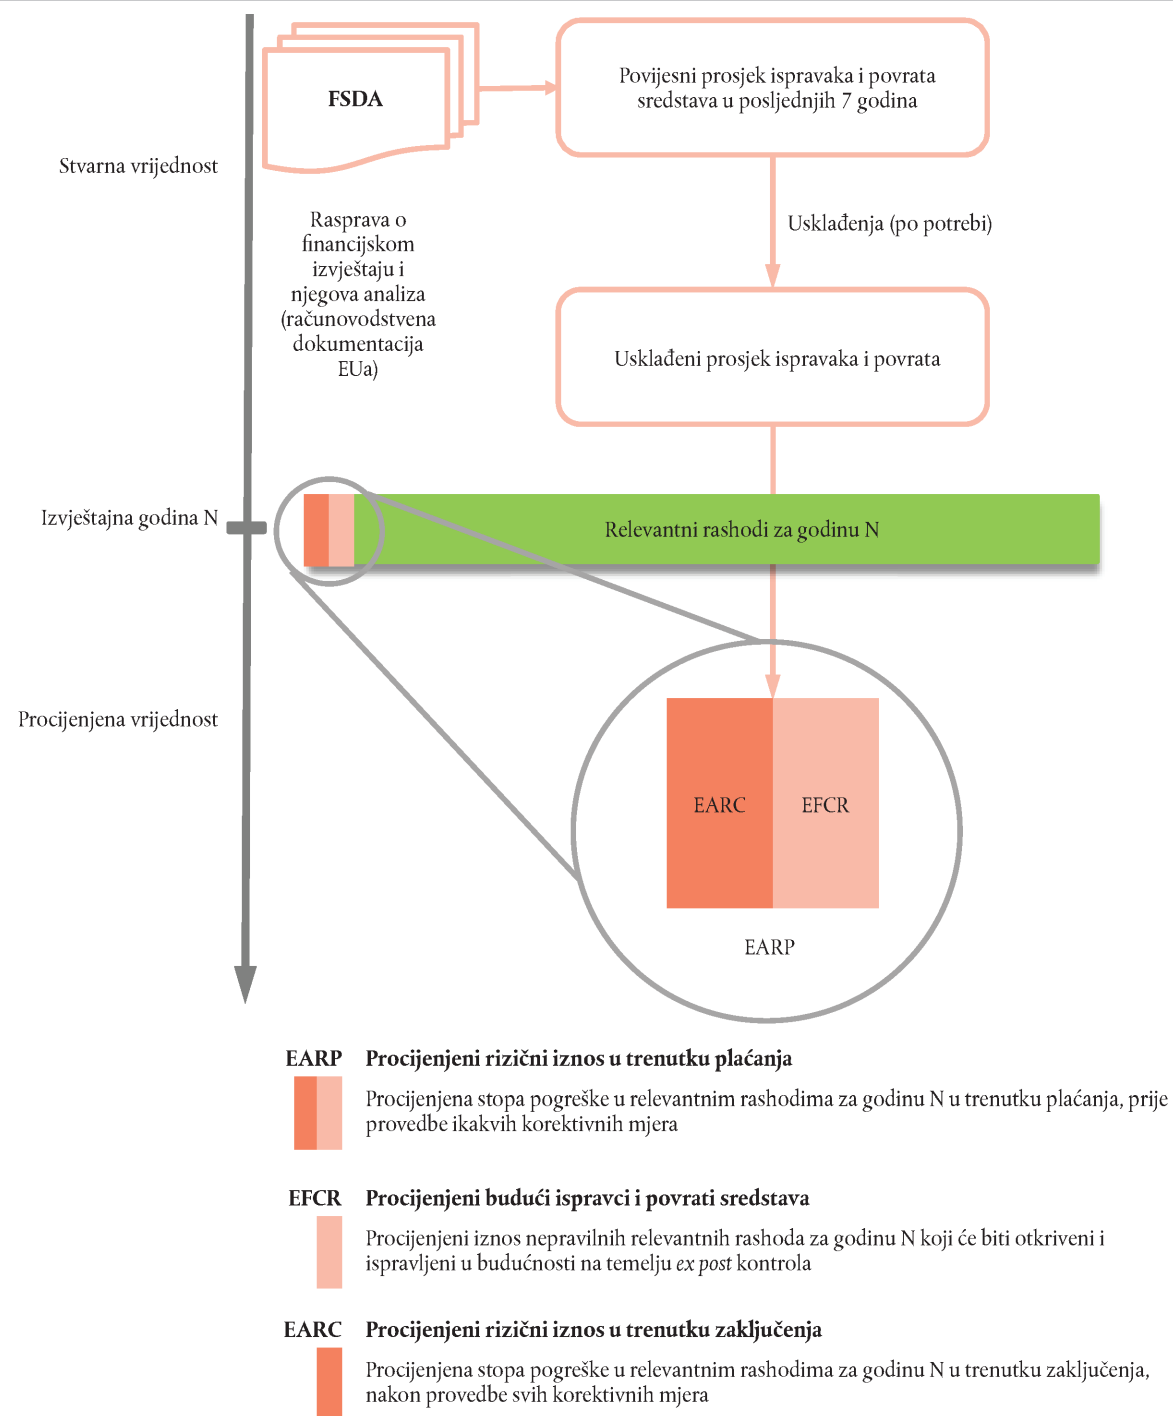 FSDA
Povijesni prosjek ispravaka i povrata
sredstava u posljednjih 7 godina
Stvarna vrijednost
Rasprava o
financijskom
izvještaju i
njegova analiza
(računovodstvena
dokumentacija
EUa)
Usklađenja (po potrebi)
Usklađeni prosjek ispravaka i povrata
Izvještajna godina N
Relevantni rashodi za godinu N
Procijenjena vrijednost
EARC
EFCR
EARP
EARP Procijenjeni rizični iznos u trenutku plaćanja
Procijenjena stopa pogreške u relevantnim rashodima za godinu N u trenutku plaćanja, prije
provedbe ikakvih korektivnih mjera
EFCR Procijenjeni budući ispravci i povrati sredstava
Procijenjeni iznos nepravilnih relevantnih rashoda za godinu N koji će biti otkriveni i
ispravljeni u budućnosti na temelju ex post kontrola
EARC Procijenjeni rizični iznos u trenutku zaključenja
Procijenjena stopa pogreške u relevantnim rashodima za godinu N u trenutku zaključenja,
nakon provedbe svih korektivnih mjera